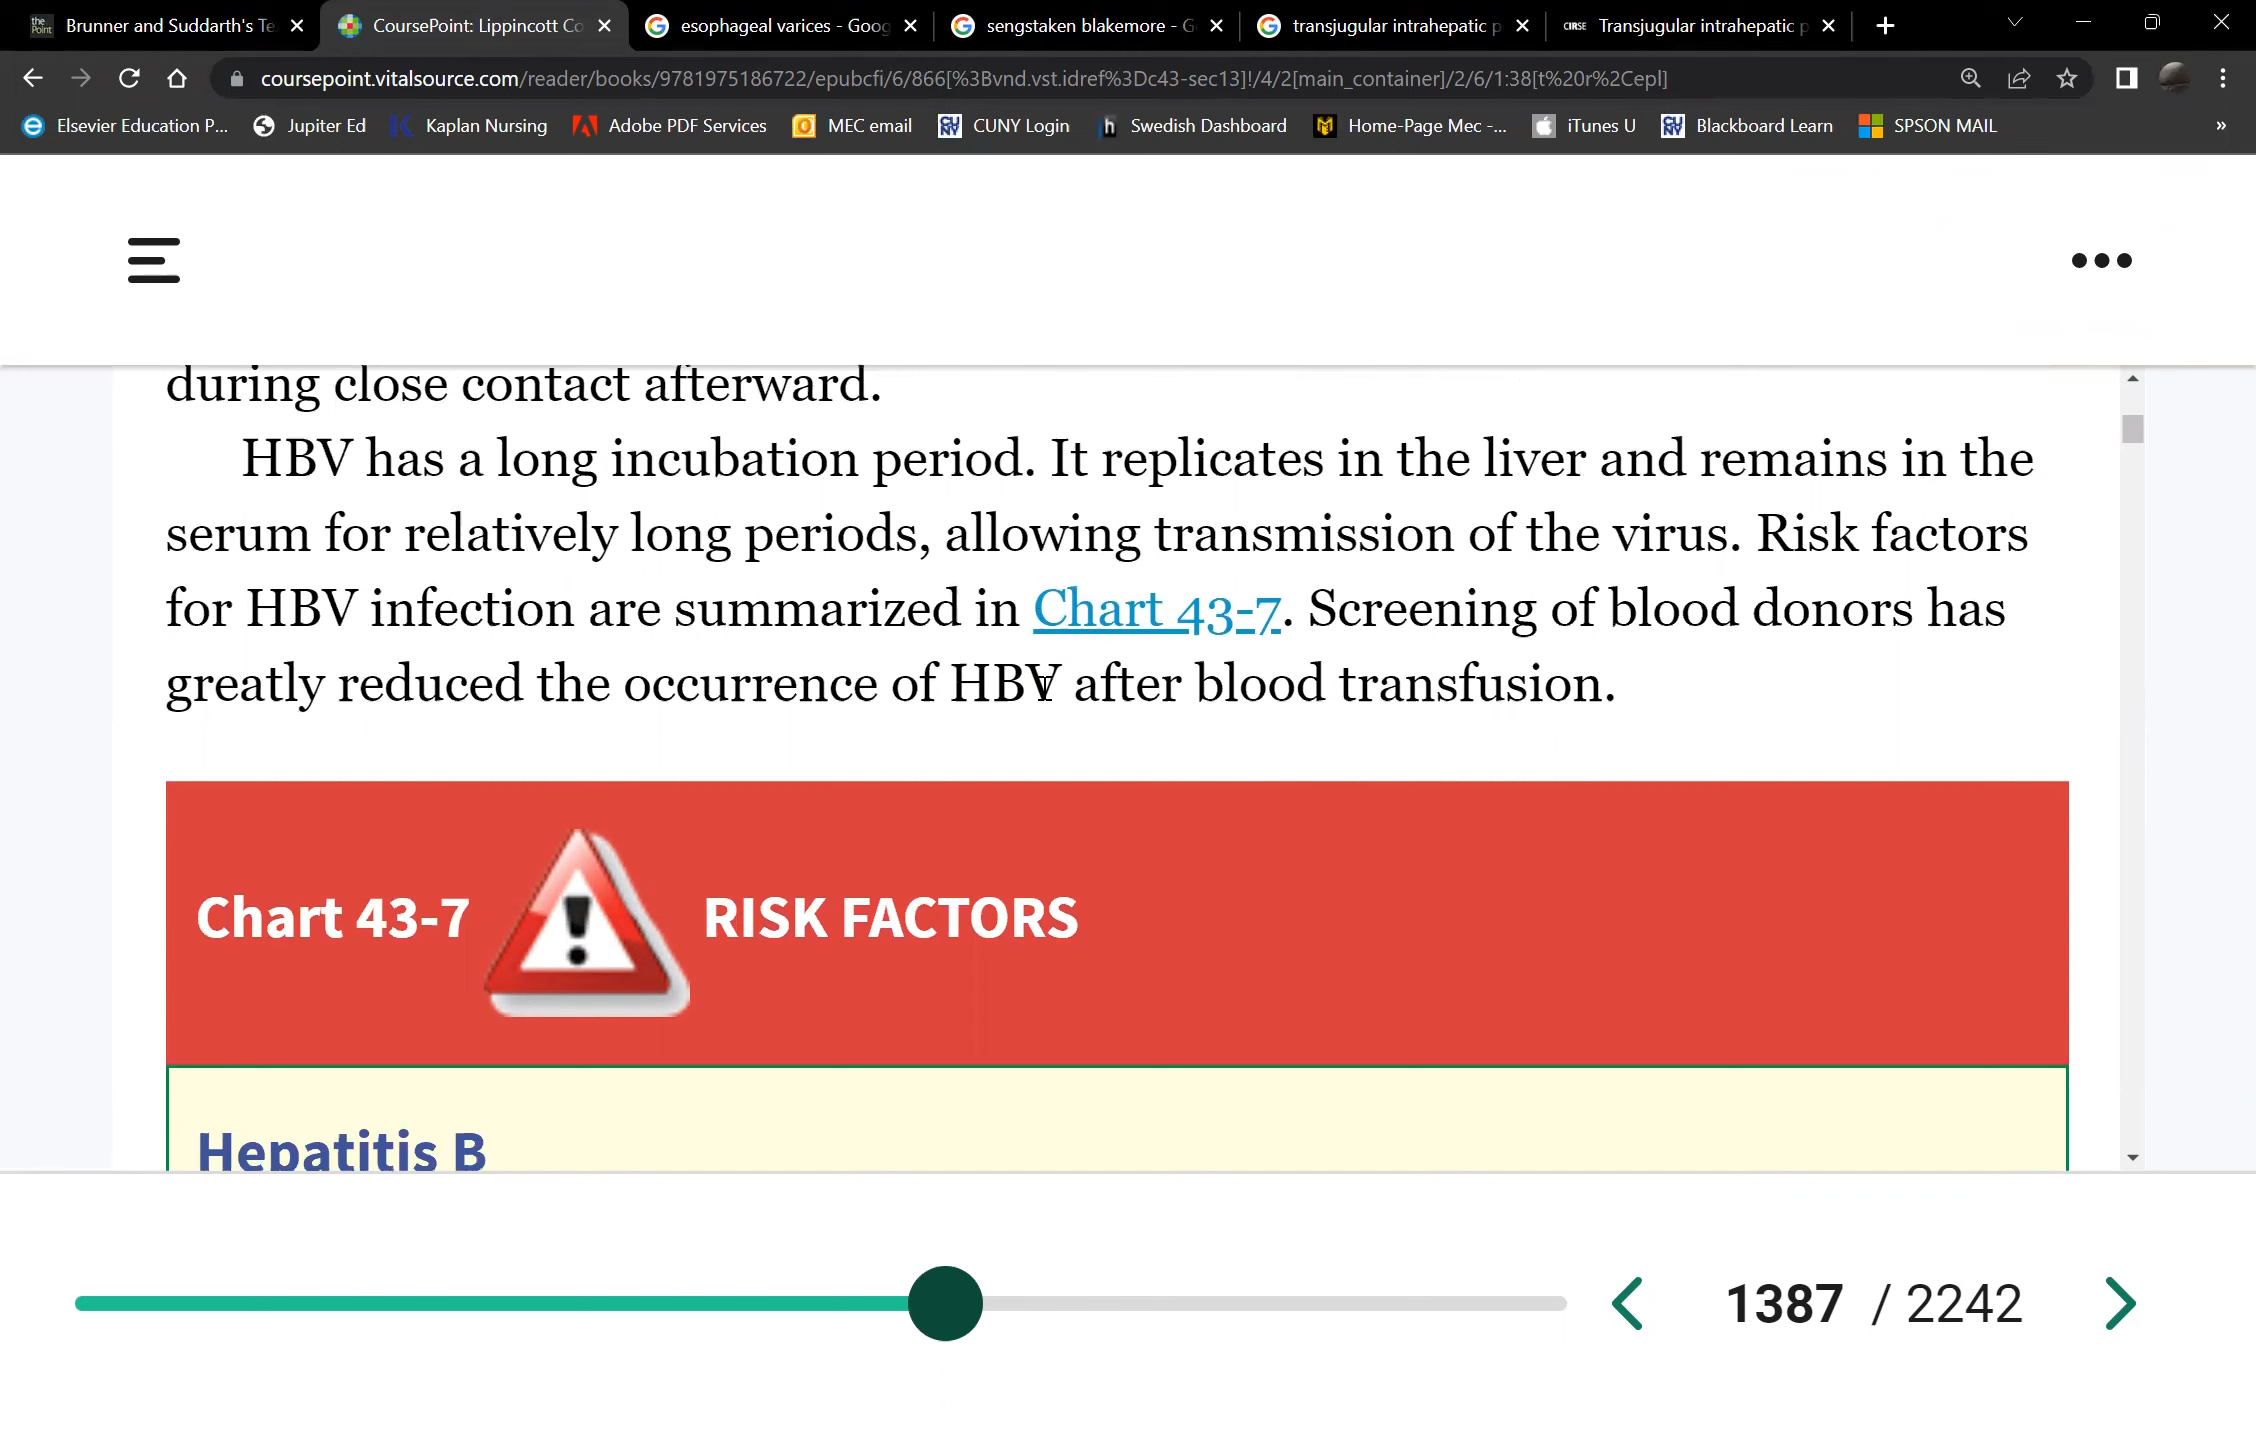 the Point Brunner and Suddarth's Te CoursePoint: Lippincott Co esophageal varices - Goog sengstaken blakemore - G transjugular intrahepatic p CIRSE Transjugular intrahepatic p
coursepoint.vitalsource.com/reader/books/9781975186722/epubcfi/6/866[%3Bvnd.vst.idref%3Dc43-sec13]!/4/2[main_container]/2/6/1:38[t%20r%2Cepl]
Elsevier Education P... Jupiter Ed Kaplan Nursing Adobe PDF Services MEC email CUNY Login Swedish Dashboard Home-Page Mec -... iTunes U Blackboard Learn SPSON MAIL »
during close contact afterward.
HBV has a long incubation period. It replicates in the liver and remains in the
serum for relatively long periods, allowing transmission of the virus. Risk factors
for HBV infection are summarized in Chart 43-7. Screening of blood donors has
greatly reduced the occurrence of HBV after blood transfusion.
Chart 43-7 RISK FACTORS
Hepatitis B
1387 / 2242